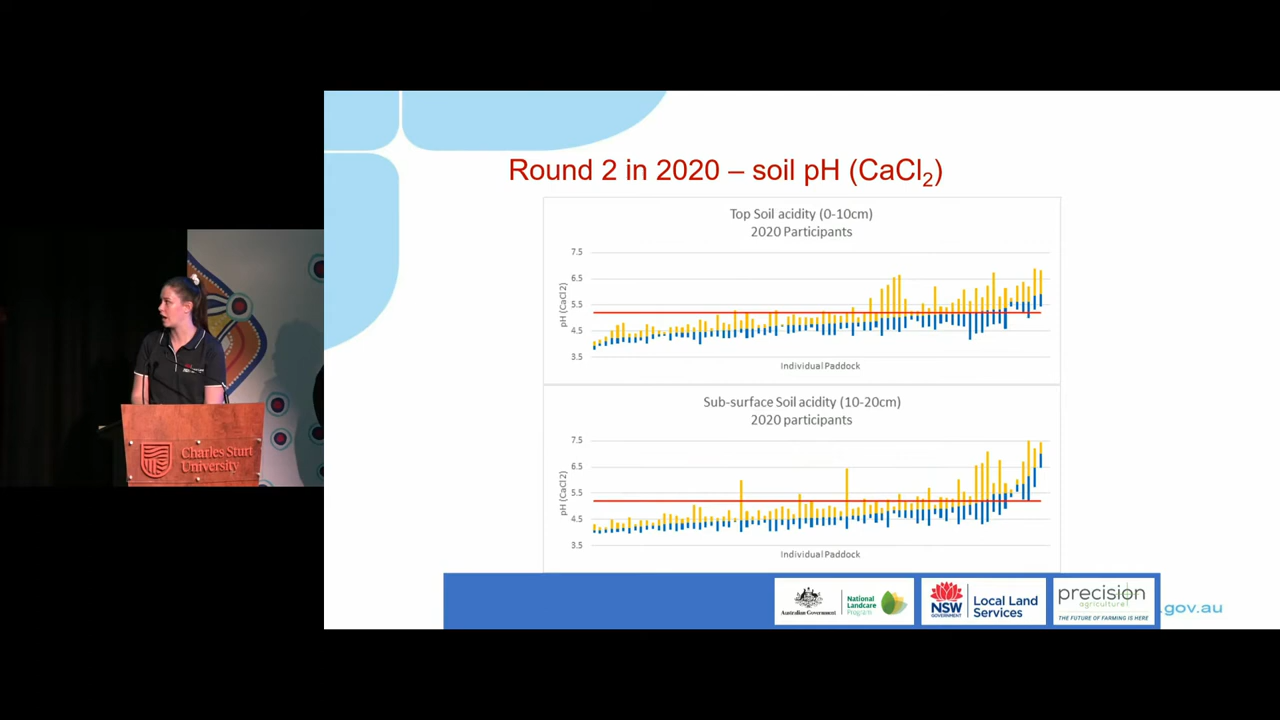 Round 2 in 2020 – soil pH (CaCl2)
Top Soil acidity (0-10cm)
2020 Participants
7.5
6.5
5.5
4.5
3.5
pH (CaCl2)
Individual Paddock
Sub-surface Soil acidity (10-20cm)
2020 participants
7.5
6.5
5.5
4.5
3.5
pH (CaCl2)
Individual Paddock
Charles Sturt
University
Australian Government
National
Landcare
Program
NSW
GOVERNMENT
Local Land
Services
precision
agriculture
THE FUTURE OF FARMING IS HERE
.gov.au